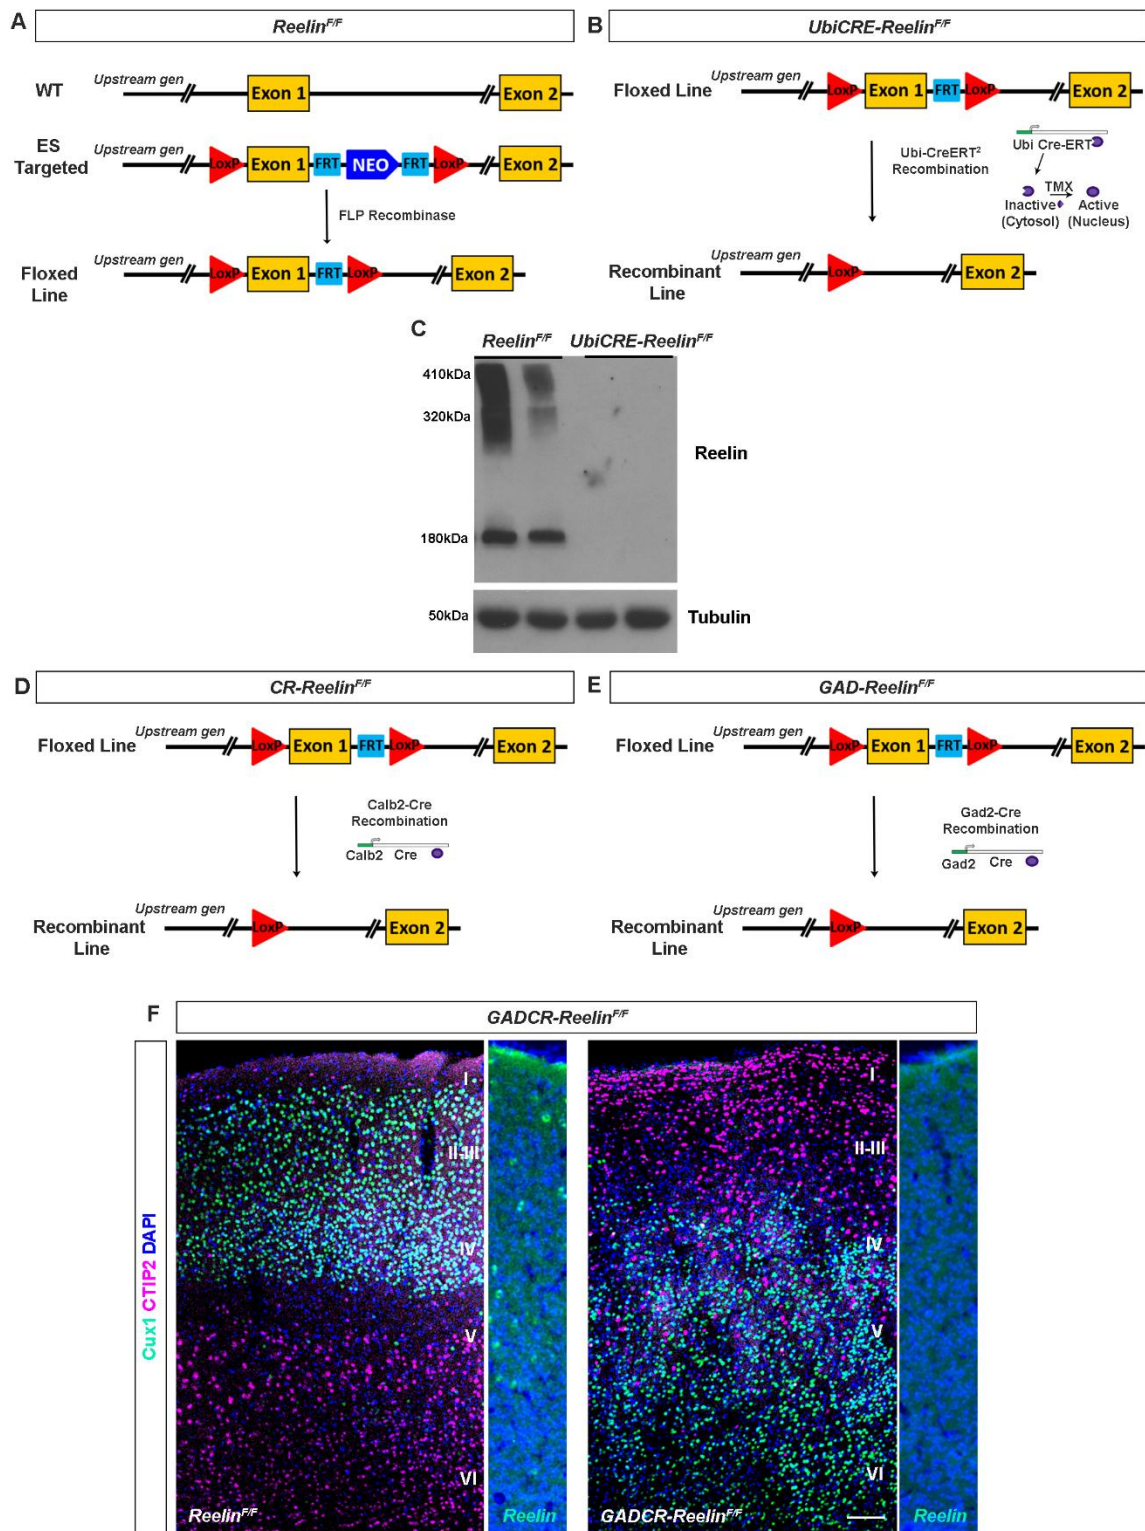 A
Reelin^F/F
WT
Upstream gen
Exon 1
Exon 2
ES
Targeted
Upstream gen
LoxP
Exon 1
FRT
NEO
FRT
LoxP
FLP Recombinase
Floxed
Line
Upstream gen
LoxP
Exon 1
FRT
LoxP
Exon 2
B
UbiCRE-Reelin^F/F
Floxed Line
Upstream gen
LoxP
Exon 1
FRT
LoxP
Exon 2
Ubi-CreERT²
Recombination
Ubi Cre-ERT
TMX
Inactive
(Cytosol)
Active
(Nucleus)
Recombinant
Line
Upstream gen
LoxP
Exon 2
C
Reelin^F/F
UbiCRE-Reelin^F/F
410kDa
320kDa
180kDa
Reelin
50kDa
Tubulin
D
CR-Reelin^F/F
Floxed Line
Upstream gen
LoxP
Exon 1
FRT
LoxP
Exon 2
Calb2-Cre
Recombination
Calb2 Cre
Recombinant
Line
Upstream gen
LoxP
Exon 2
E
GAD-Reelin^F/F
Floxed Line
Upstream gen
LoxP
Exon 1
FRT
LoxP
Exon 2
Gad2-Cre
Recombination
Gad2 Cre
Recombinant
Line
Upstream gen
LoxP
Exon 2
F
GADCR-Reelin^F/F
Cux1 CTIP2 DAPI
I
II-III
IV
V
VI
Reelin^F/F
Reelin
I
II-III
IV
V
VI
GADCR-Reelin^F/F
Reelin